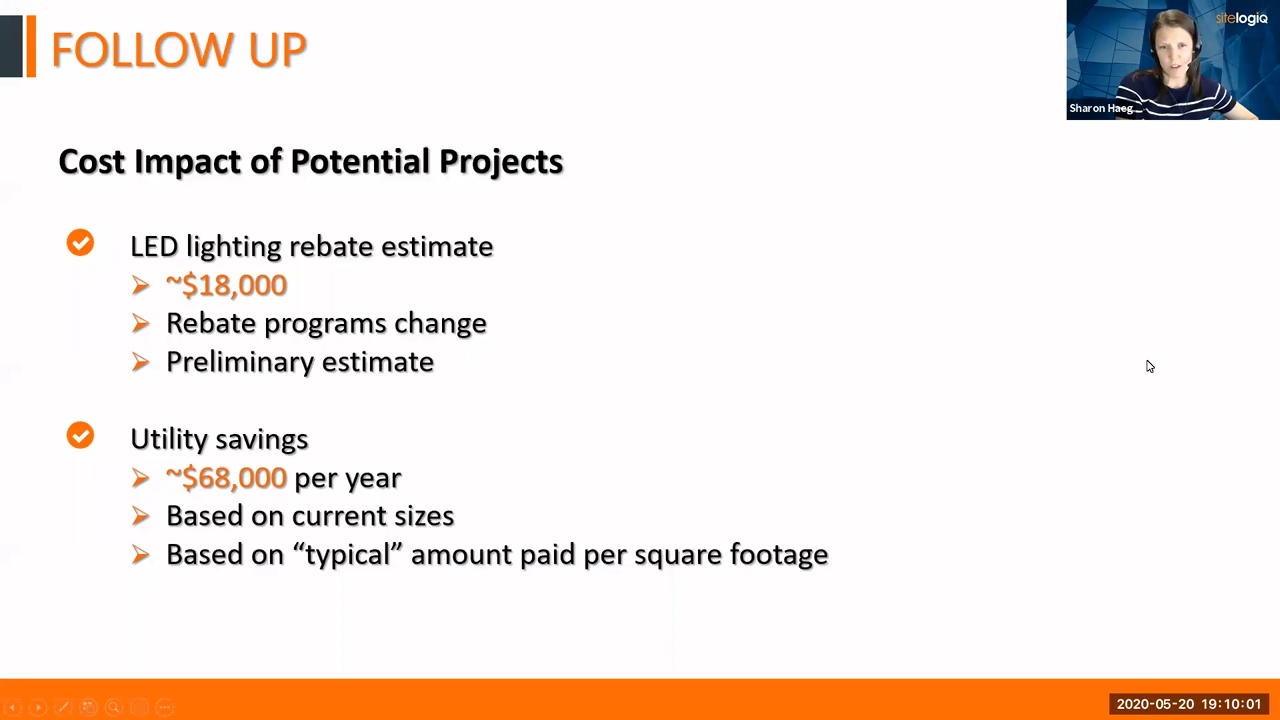 FOLLOW UP
sitelogiq
Sharon Haeg
Cost Impact of Potential Projects
LED lighting rebate estimate
~$18,000
Rebate programs change
Preliminary estimate
Utility savings
~$68,000 per year
Based on current sizes
Based on “typical” amount paid per square footage
2020-05-20 19:10:01